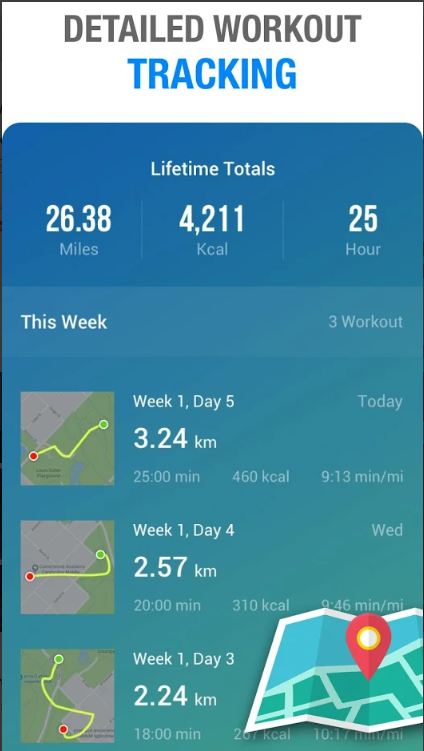 DETAILED WORKOUT
TRACKING
Lifetime Totals
26.38 4,211 25
Miles Kcal Hour
This Week 3 Workout
Week 1, Day 5 Today
3.24 km
25:00 min 460 kcal 9:13 min/mi
Week 1, Day 4 Wed
2.57 km
20:00 min 310 kcal 9:46 min/mi
Week 1, Day 3
2.24 km
18:00 min 267 kcal 10:17 min/mi